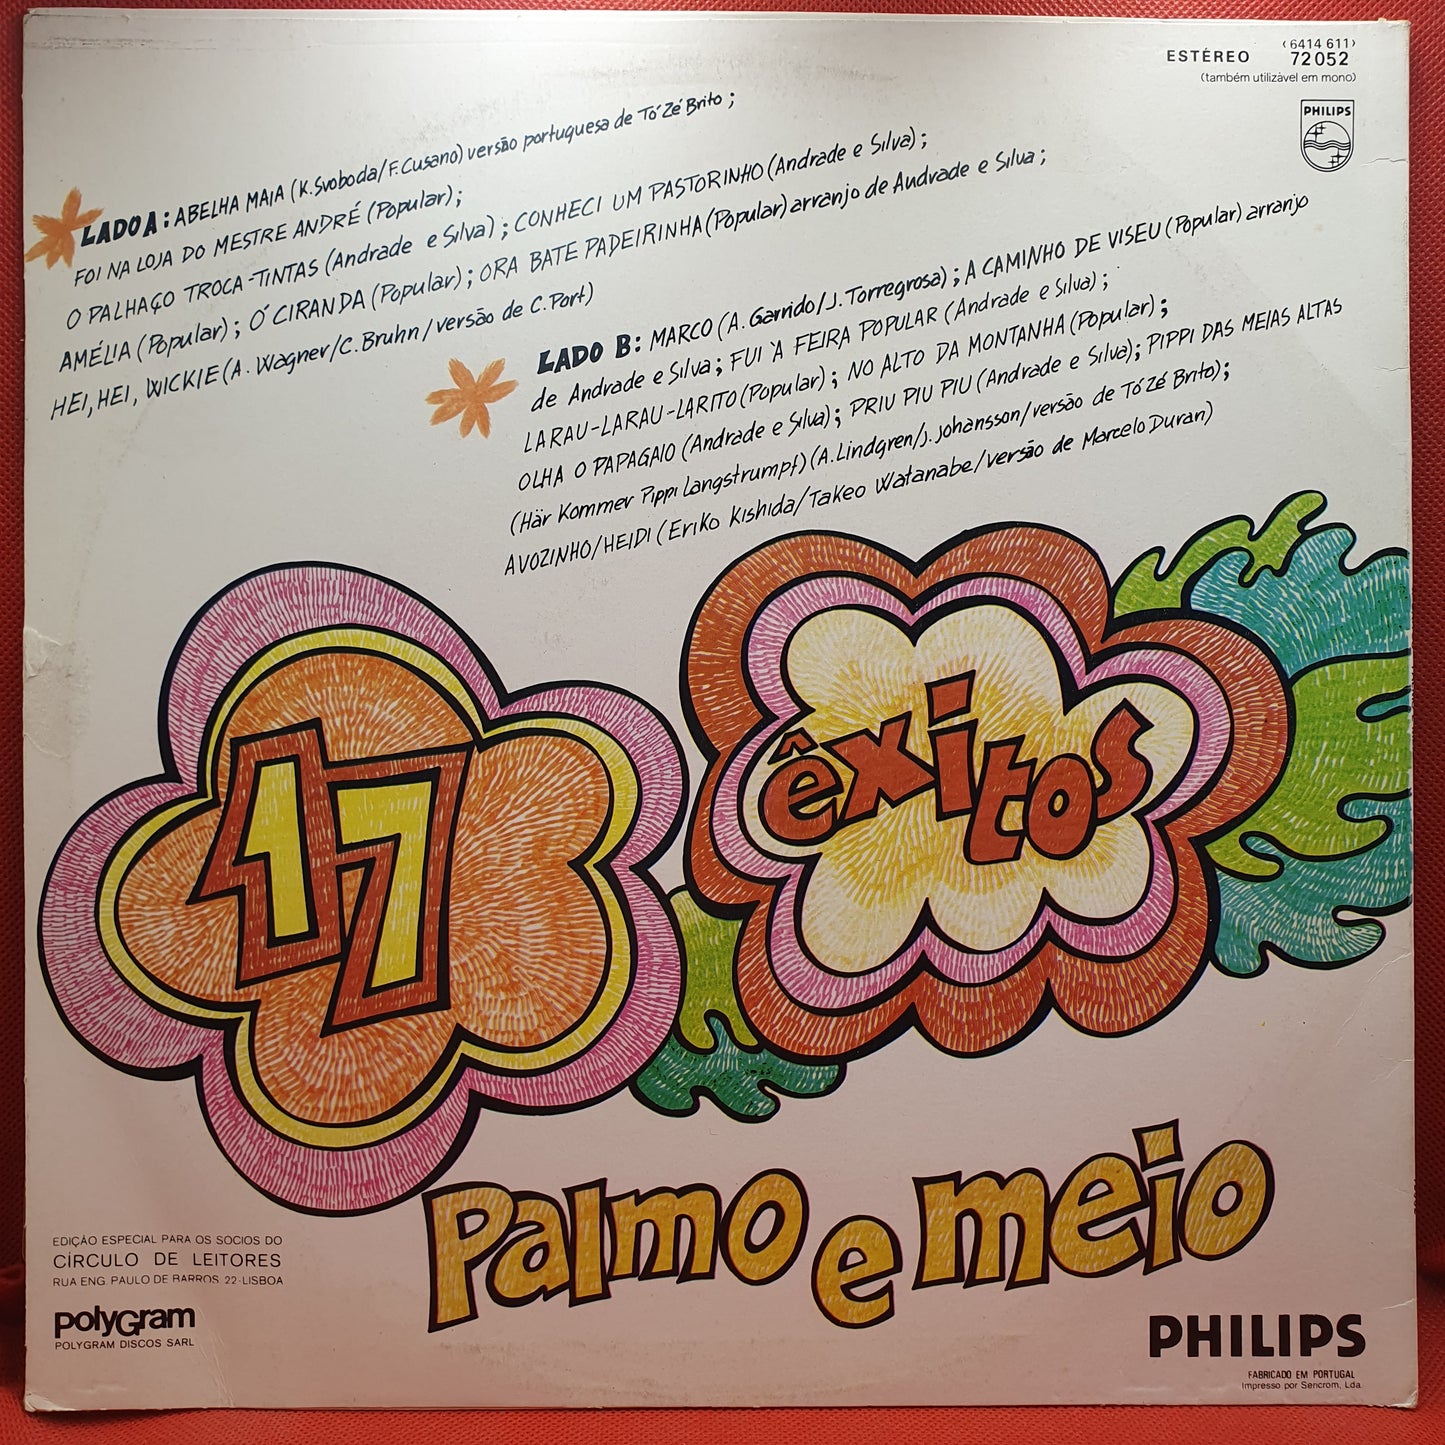 ESTÉREO
(6414 611)
72 052
(também utilizável em mono)
PHILIPS
LADO A: ABELHA MAIA (K. Svoboda/F. Cusano) versão portuguesa de Tó Zé Brito;
FOI NA LOJA DO MESTRE ANDRÉ (Popular);
O PALHAÇO TROCA-TINTAS (Andrade e Silva); CONHECI UM PASTORINHO (Andrade e Silva);
AMÉLIA (Popular); Ó CIRANDA (Popular); ORA BATE PADEIRINHA (Popular) arranjo de Andrade e Silva;
HEI, HEI, WICKIE (A. Wagner/C. Bruhn/versão de C. Port)
LADO B: MARCO (A. Garrido/J. Torregrosa); A CAMINHO DE VISEU (Popular) arranjo
de Andrade e Silva; FUI À FEIRA POPULAR (Andrade e Silva);
LARAU-LARAU-LARITO (Popular); NO ALTO DA MONTANHA (Popular);
OLHA O PAPAGAIO (Andrade e Silva); PRIU PIU PIU (Andrade e Silva); PIPPI DAS MEIAS ALTAS
(Här Kommer Pippi Langstrumpf) (A. Lindgren/J. Johansson/versão de Tó Zé Brito);
AVOZINHO/HEIDI (Eriko Kishida/Takeo Watanabe/versão de Marcelo Duran)
17
êxitos
Palmo e meio
EDIÇÃO ESPECIAL PARA OS SOCIOS DO
CÍRCULO DE LEITORES
RUA ENG. PAULO DE BARROS, 22-LISBOA
polyGram
POLYGRAM DISCOS SARL
PHILIPS
FABRICADO EM PORTUGAL
Impresso por Sericrom, Lda.